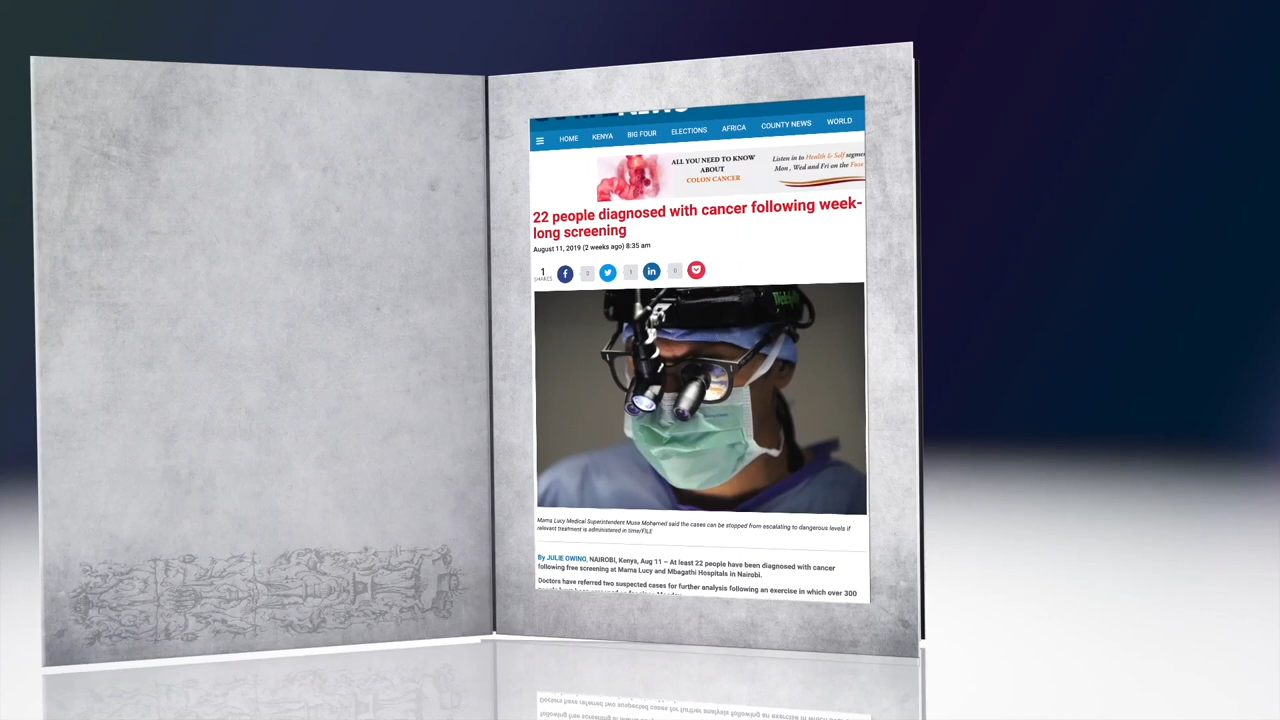 HOME KENYA BIG FOUR ELECTIONS AFRICA COUNTY NEWS WORLD
ALL YOU NEED TO KNOW
ABOUT
COLON CANCER
Listen in to Health & Self
Mon, Wed and Fri on the Fuse
22 people diagnosed with cancer following week-
long screening
August 11, 2019 (2 weeks ago) 8:35 am
1
SHARES
0
1
0
Mama Lucy Medical Superintendent Musa Mohamed said the cases can be stopped from escalating to dangerous levels if
relevant treatment is administered in time/FILE
By JULIE OWINO, NAIROBI, Kenya, Aug 11 – At least 22 people have been diagnosed with cancer
following free screening at Mama Lucy and Mbagathi Hospitals in Nairobi.
Doctors have referred two suspected cases for further analysis following an exercise in which over 300